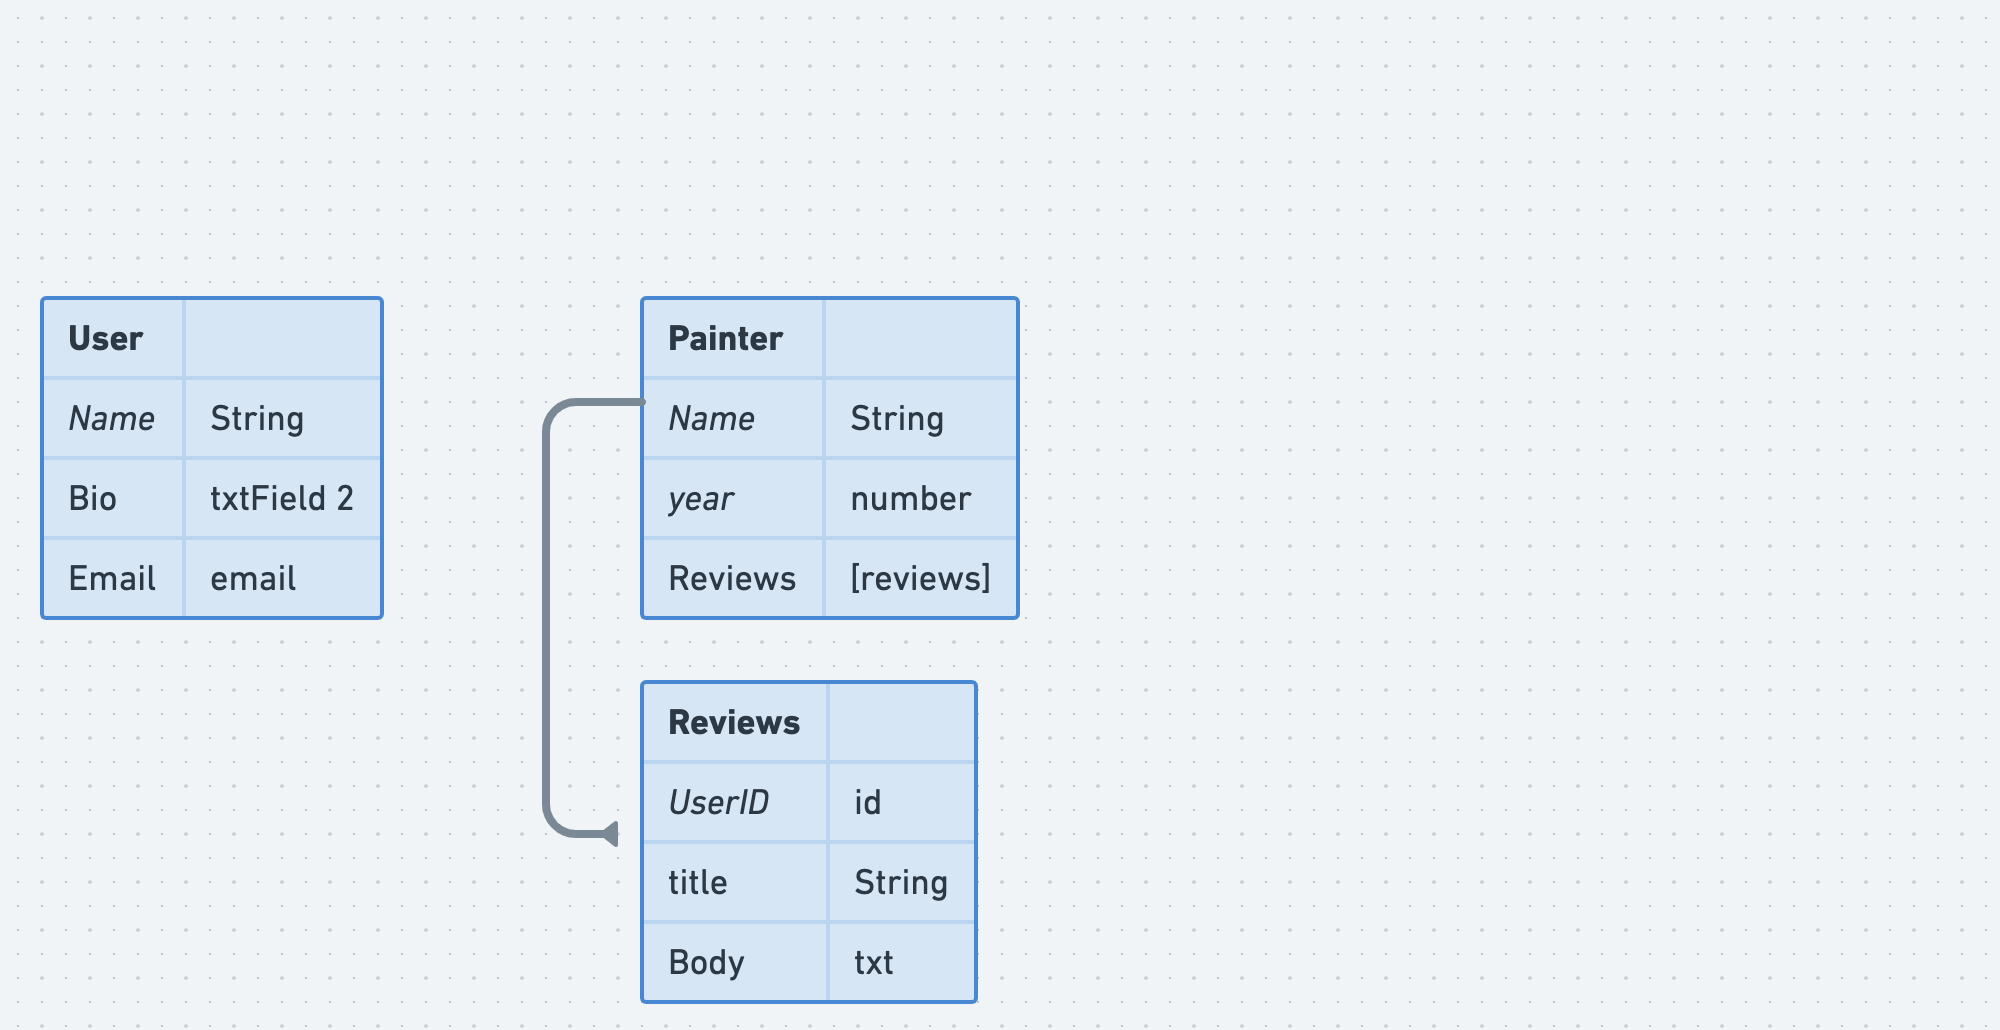 User
Name String
Bio txtField 2
Email email
Painter
Name String
year number
Reviews [reviews]
Reviews
UserID id
title String
Body txt